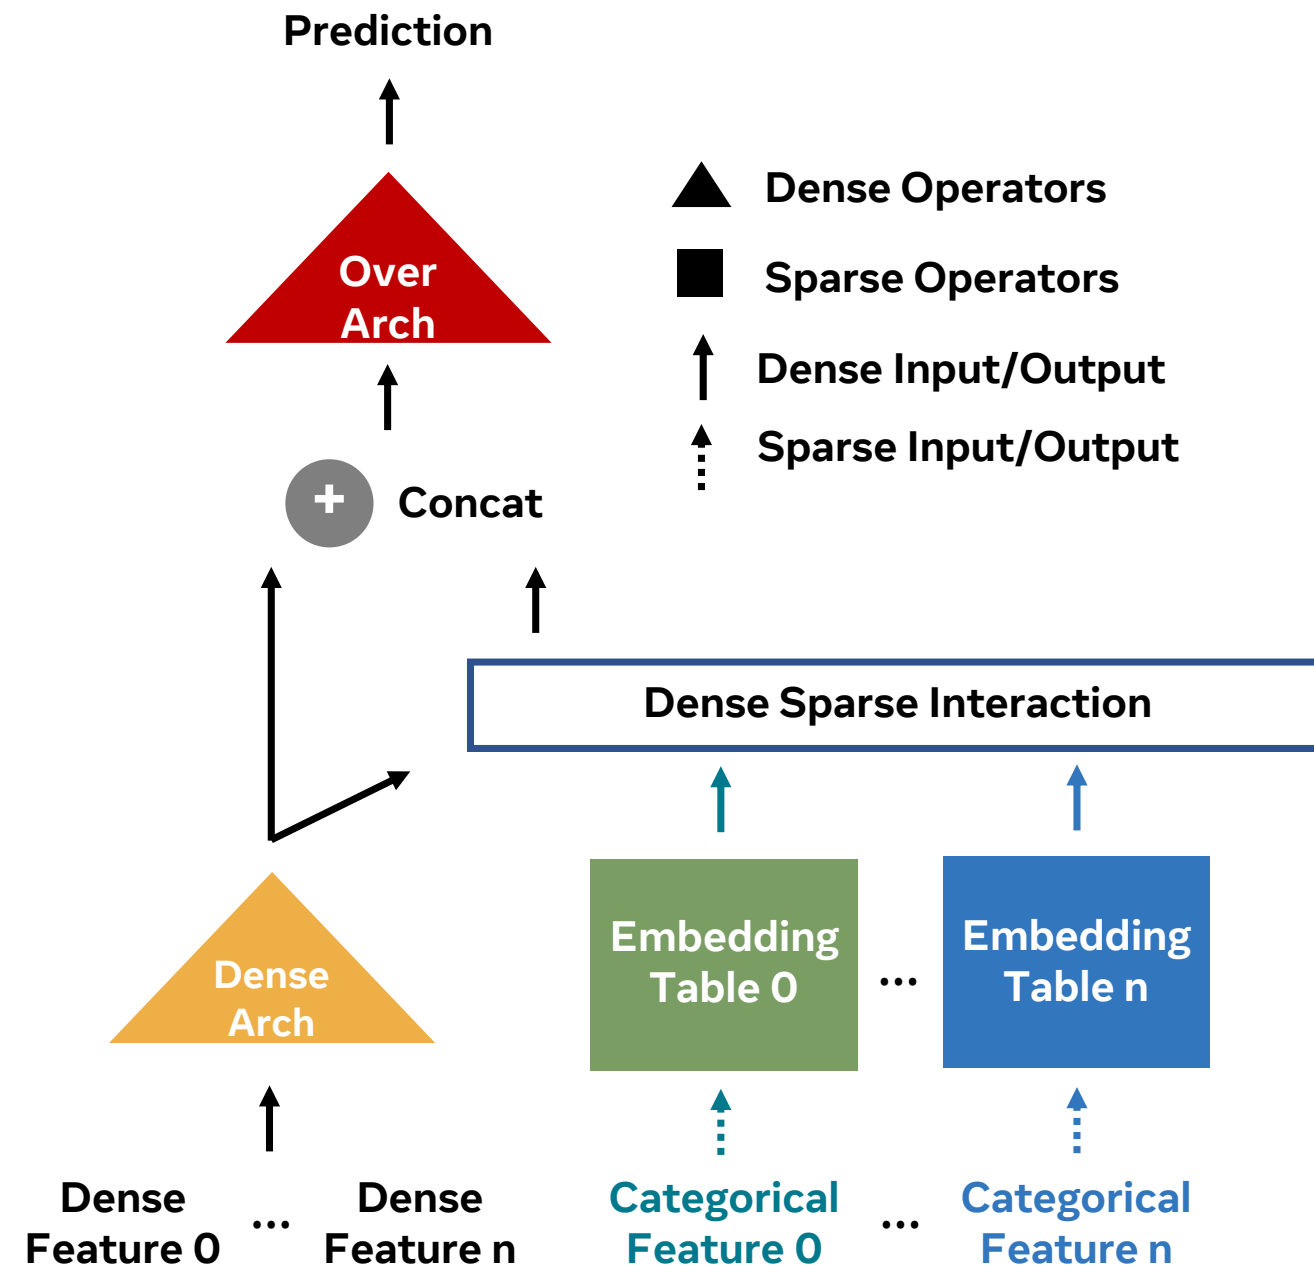 Prediction
Over
Arch
Dense Operators
Sparse Operators
Dense Input/Output
Sparse Input/Output
+ Concat
Dense Sparse Interaction
Dense
Arch
Embedding
Table 0
...
Embedding
Table n
Dense
Feature 0
...
Dense
Feature n
Categorical
Feature 0
...
Categorical
Feature n